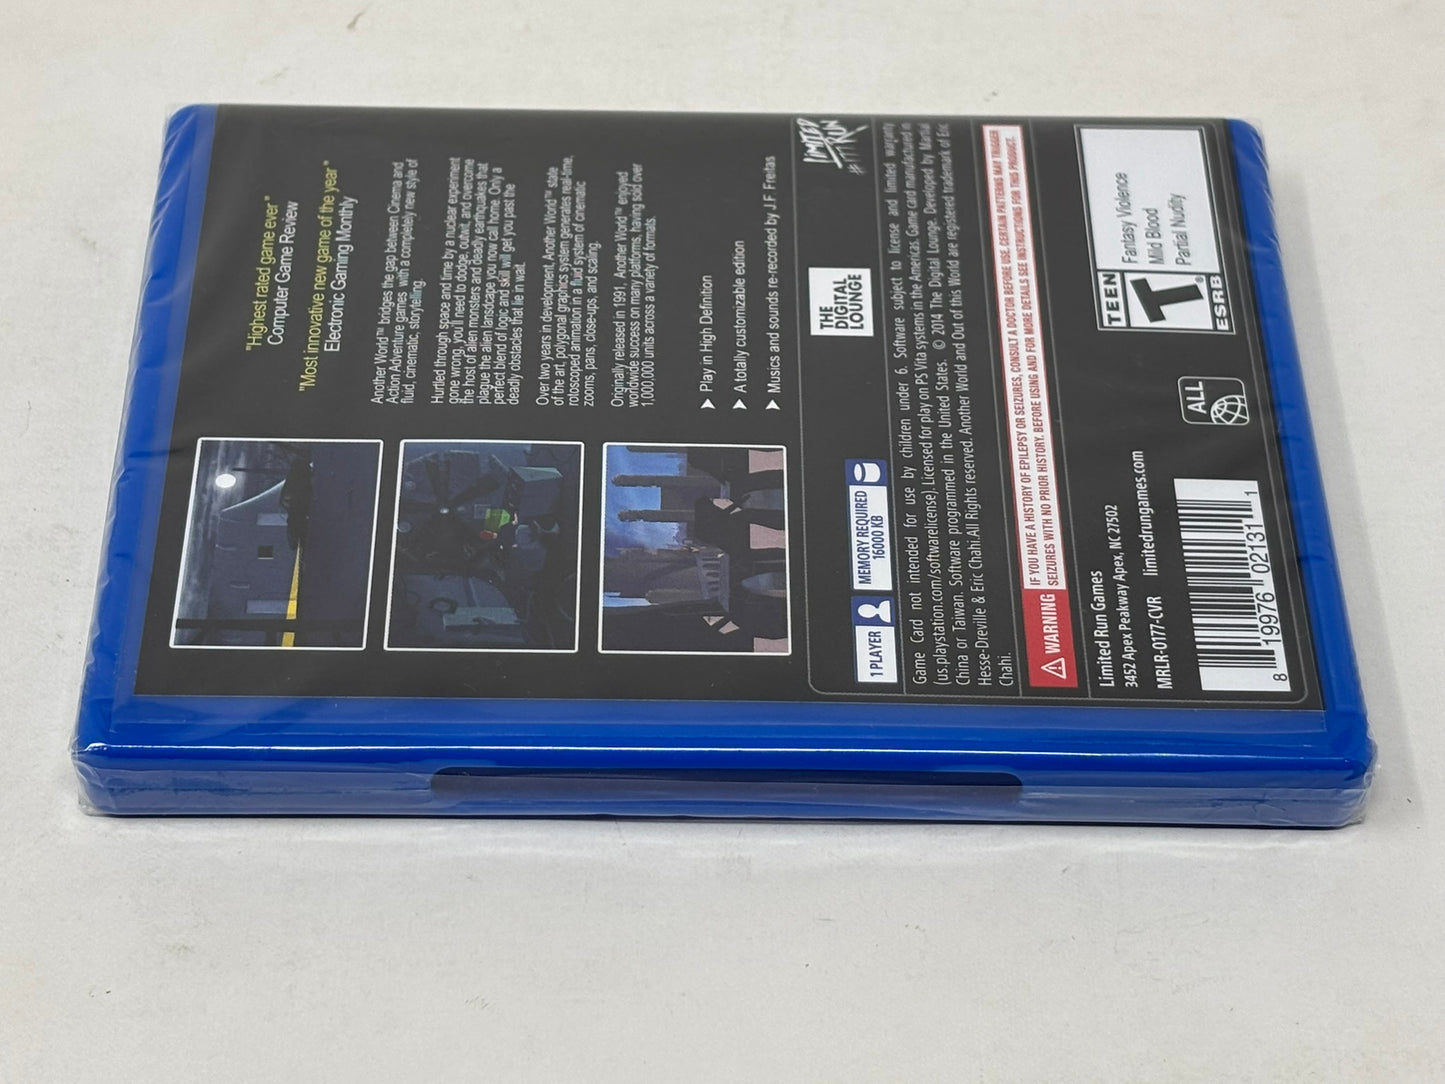 "Highest rated game ever"
Computer Game Review
"Most innovative new game of the year"
Electronic Gaming Monthly
Another World™ bridges the gap between Cinema and
Action Adventure games with a completely new style of
fluid, cinematic, storytelling.
Hurtled through space and time by a nuclear experiment
gone wrong, you'll need to dodge, outwit, and overcome
the host of alien monsters and deadly earthquakes that
plague the alien landscape you now call home. Only a
perfect blend of logic and skill will get you past the
deadly obstacles that lie in wait.
Over two years in development, Another World™ state
of the art, polygonal graphics system generates real-time,
rotoscoped animation in a fluid system of cinematic
zooms, pans, close-ups, and scaling.
Originally released in 1991, Another World™ enjoyed
worldwide success on many platforms, having sold over
1,000,000 units across a variety of formats.
Play in High Definition
A totally customizable edition
Musics and sounds re-recorded by J.F Freitas
LIMITED
RUN
THE
DIGITAL
LOUNGE
1 PLAYER
MEMORY REQUIRED
16000 KB
Game Card not intended for use by children under 6. Software subject to license and limited warranty
(us.playstation.com/softwarelicense). Licensed for play on PS Vita systems in the Americas. Game card manufactured in
China or Taiwan. Software programmed in the United States. © 2014 The Digital Lounge. Developed by Martial
Hesse-Dreville & Eric Chahi. All Rights reserved. Another World and Out of this World are registered trademark of Eric
Chahi.
WARNING
IF YOU HAVE A HISTORY OF EPILEPSY OR SEIZURES, CONSULT A DOCTOR BEFORE USE. CERTAIN PATTERNS MAY TRIGGER
SEIZURES WITH NO PRIOR HISTORY. BEFORE USING AND FOR MORE DETAILS SEE INSTRUCTIONS FOR THIS PRODUCT.
Limited Run Games
3452 Apex Peakway Apex, NC 27502
MRLR-0177-CVR limitedrungames.com
ALL
TEEN
T
ESRB
Fantasy Violence
Mild Blood
Partial Nudity
8 19976 02131 1